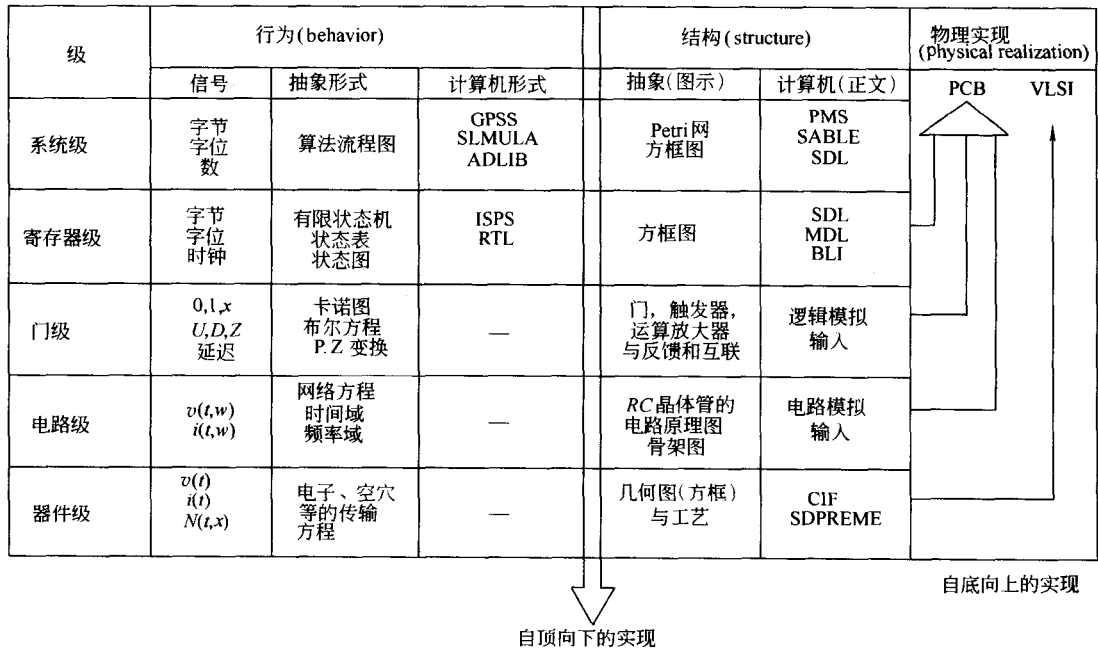 级
行为(behavior)
结构(structure)
物理实现
(physical realization)
信号
抽象形式
计算机形式
抽象(图示)
计算机(正文)
PCB
VLSI
系统级
字节
字位
数
算法流程图
GPSS
SLMULA
ADLIB
Petri网
方框图
PMS
SABLE
SDL
寄存器级
字节
字位
时钟
有限状态机
状态表
状态图
ISPS
RTL
方框图
SDL
MDL
BLI
门级
0,1,x
U,D,Z
延迟
卡诺图
布尔方程
P.Z 变换
—
门，触发器，
运算放大器
与反馈和互联
逻辑模拟
输入
电路级
v(t,w)
i(t,w)
网络方程
时间域
频率域
—
RC晶体管的
电路原理图
骨架图
电路模拟
输入
器件级
v(t)
i(t)
N(t,x)
电子、空穴
等的传输
方程
—
几何图(方框)
与工艺
CIF
SDPREME
自底向上的实现
自顶向下的实现